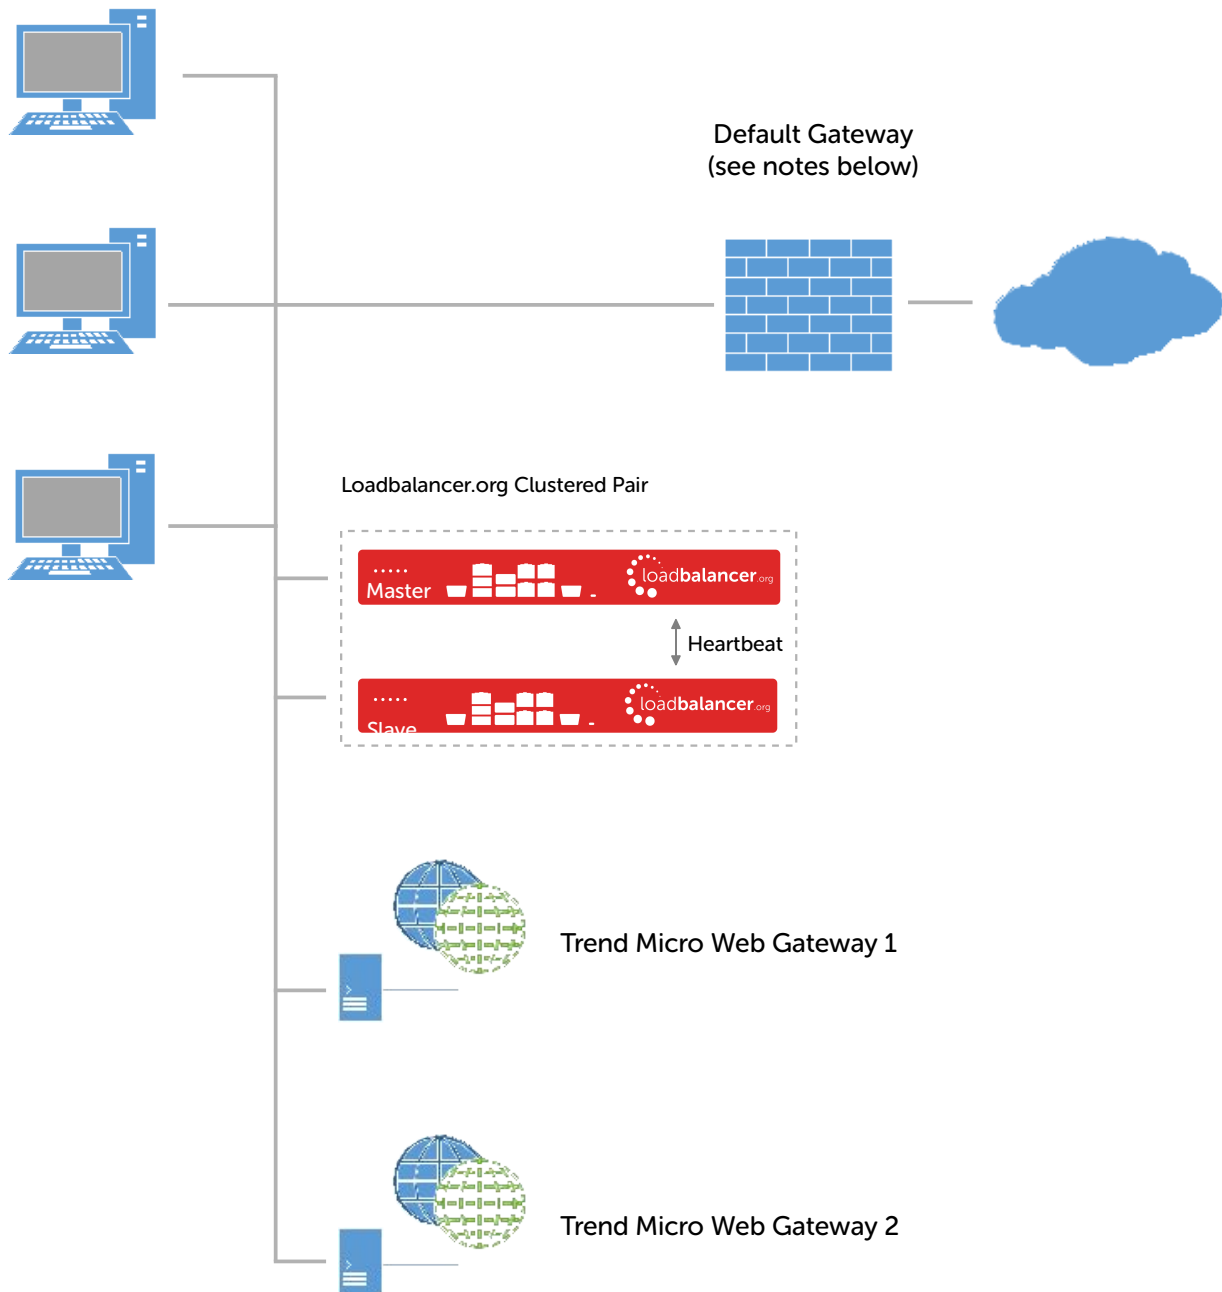 Default Gateway
(see notes below)
Loadbalancer.org Clustered Pair
loadbalancer.org
Master
Heartbeat
loadbalancer.org
Slave
Trend Micro Web Gateway 1
Trend Micro Web Gateway 2